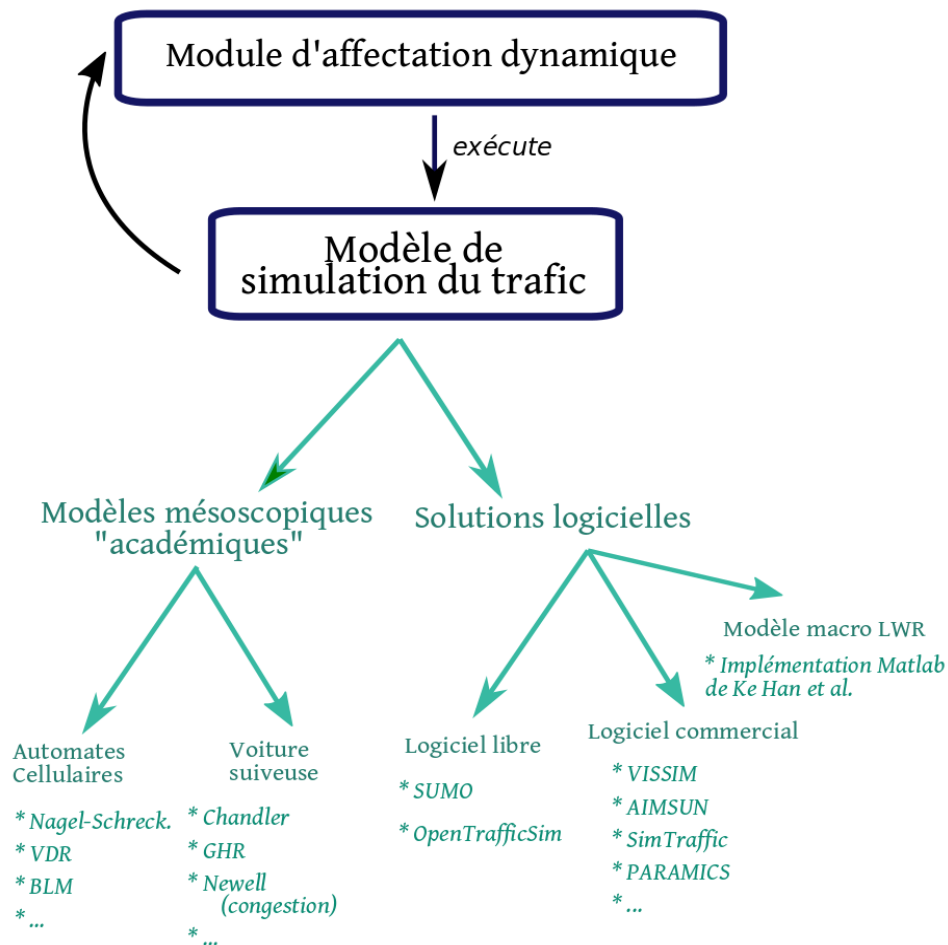 Module d'affectation dynamique
exécute
Modèle de
simulation du trafic
Modèles mésoscopiques
"académiques"
Solutions logicielles
Automates
Cellulaires
* Nagel-Schreck.
* VDR
* BLM
* ...
Voiture
suiveuse
* Chandler
* GHR
* Newell
(congestion)
* ...
Logiciel libre
* SUMO
* OpenTrafficSim
Logiciel commercial
* VISSIM
* AIMSUN
* SimTraffic
* PARAMICS
* ...
Modèle macro LWR
* Implémentation Matlab
de Ke Han et al.